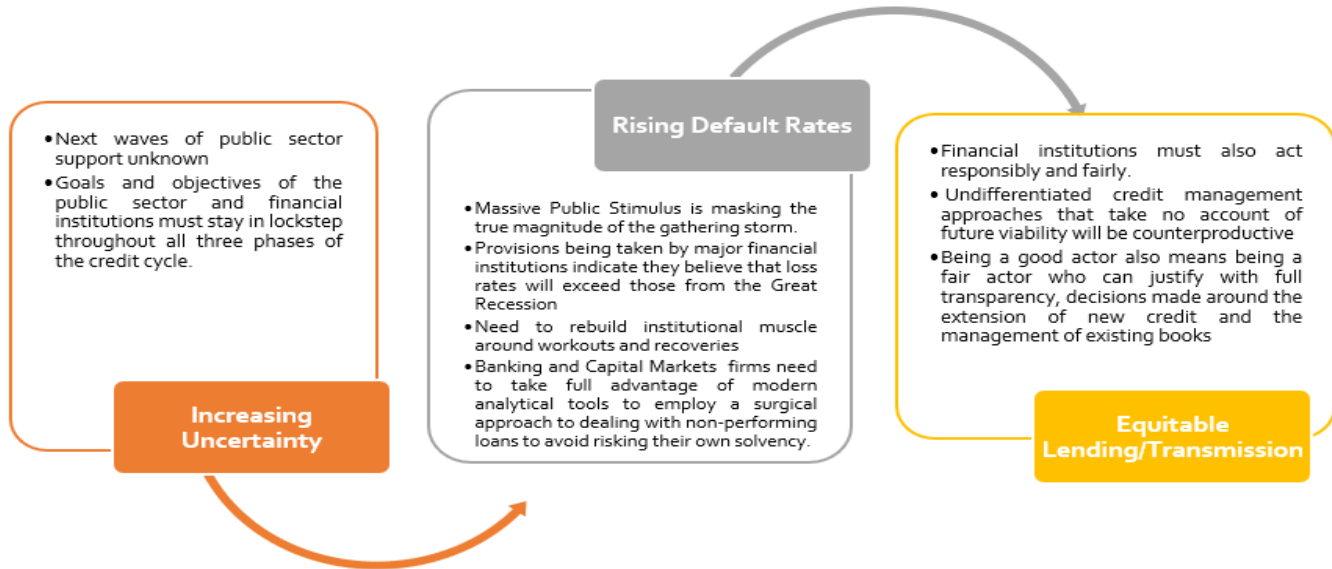 •Next waves of public sector
support unknown
•Goals and objectives of the
public sector and financial
institutions must stay in lockstep
throughout all three phases of
the credit cycle.
Increasing
Uncertainty
Rising Default Rates
•Massive Public Stimulus is masking the
true magnitude of the gathering storm.
•Provisions being taken by major financial
institutions indicate they believe that loss
rates will exceed those from the Great
Recession
•Need to rebuild institutional muscle
around workouts and recoveries
•Banking and Capital Markets firms need
to take full advantage of modern
analytical tools to employ a surgical
approach to dealing with non-performing
loans to avoid risking their own solvency.
•Financial institutions must also act
responsibly and fairly.
• Undifferentiated credit management
approaches that take no account of
future viability will be counterproductive
•Being a good actor also means being a
fair actor who can justify with full
transparency, decisions made around the
extension of new credit and the
management of existing books
Equitable
Lending/Transmission